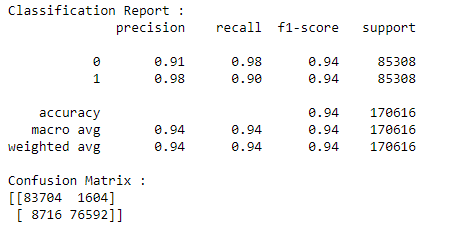 Classification Report :
precision recall f1-score support
0 0.91 0.98 0.94 85308
1 0.98 0.90 0.94 85308
accuracy 0.94 170616
macro avg 0.94 0.94 0.94 170616
weighted avg 0.94 0.94 0.94 170616
Confusion Matrix :
[[83704 1604]
[ 8716 76592]]